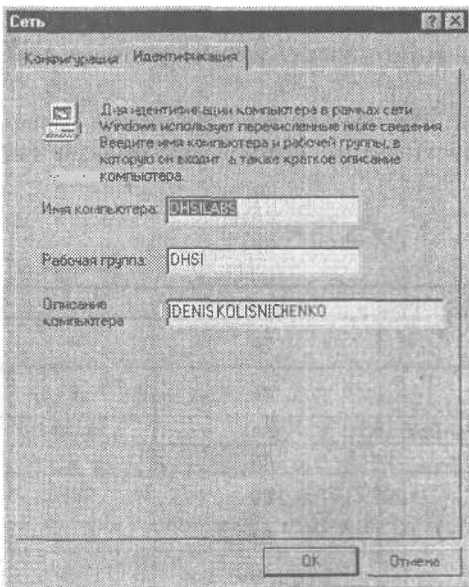 Сеть
Конфигурация Идентификация
Для идентификации компьютера в рамках сети
Windows использует перечисленные ниже сведения
Введите имя компьютера и рабочей группы, в
которую он входит а также краткое описание
компьютера.
Имя компьютера: DHSILABS
Рабочая группа: DHSI
Описание
компьютера
DENIS KOLISNICHENKO
OK Отмена